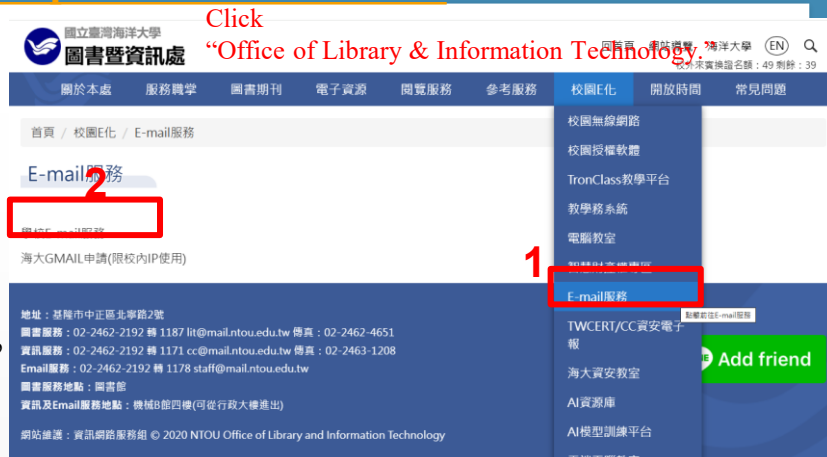 Click
“Office of Library & Information Technology.”
國立臺灣海洋大學
圖書暨資訊處
回首頁 網站導覽 海洋大學 EN
校外來賓換證名額：49 剩餘：39
關於本處 服務職掌 圖書期刊 電子資源 閱覽服務 參考服務 校園E化 開放時間 常見問題
首頁 / 校園E化 / E-mail服務
E-mail服務
2
學校E-mail服務
海大GMAIL申請(限校內IP使用)
校園無線網路
校園授權軟體
TronClass教學平台
教學務系統
電腦教室
智慧財產權專區
1
E-mail服務
點擊前往E-mail服務
TWCERT/CC資安電子
報
海大資安教室
AI資源庫
AI模型訓練平台
Add friend
地址：基隆市中正區北寧路2號
圖書服務：02-2462-2192 轉 1187 lit@mail.ntou.edu.tw 傳真：02-2462-4651
資訊服務：02-2462-2192 轉 1171 cc@mail.ntou.edu.tw 傳真：02-2463-1208
Email服務：02-2462-2192 轉 1178 staff@mail.ntou.edu.tw
圖書服務地點：圖書館
資訊及Email服務地點：機械B館四樓(可從行政大樓進出)
網站維護：資訊網路服務組 © 2020 NTOU Office of Library and Information Technology